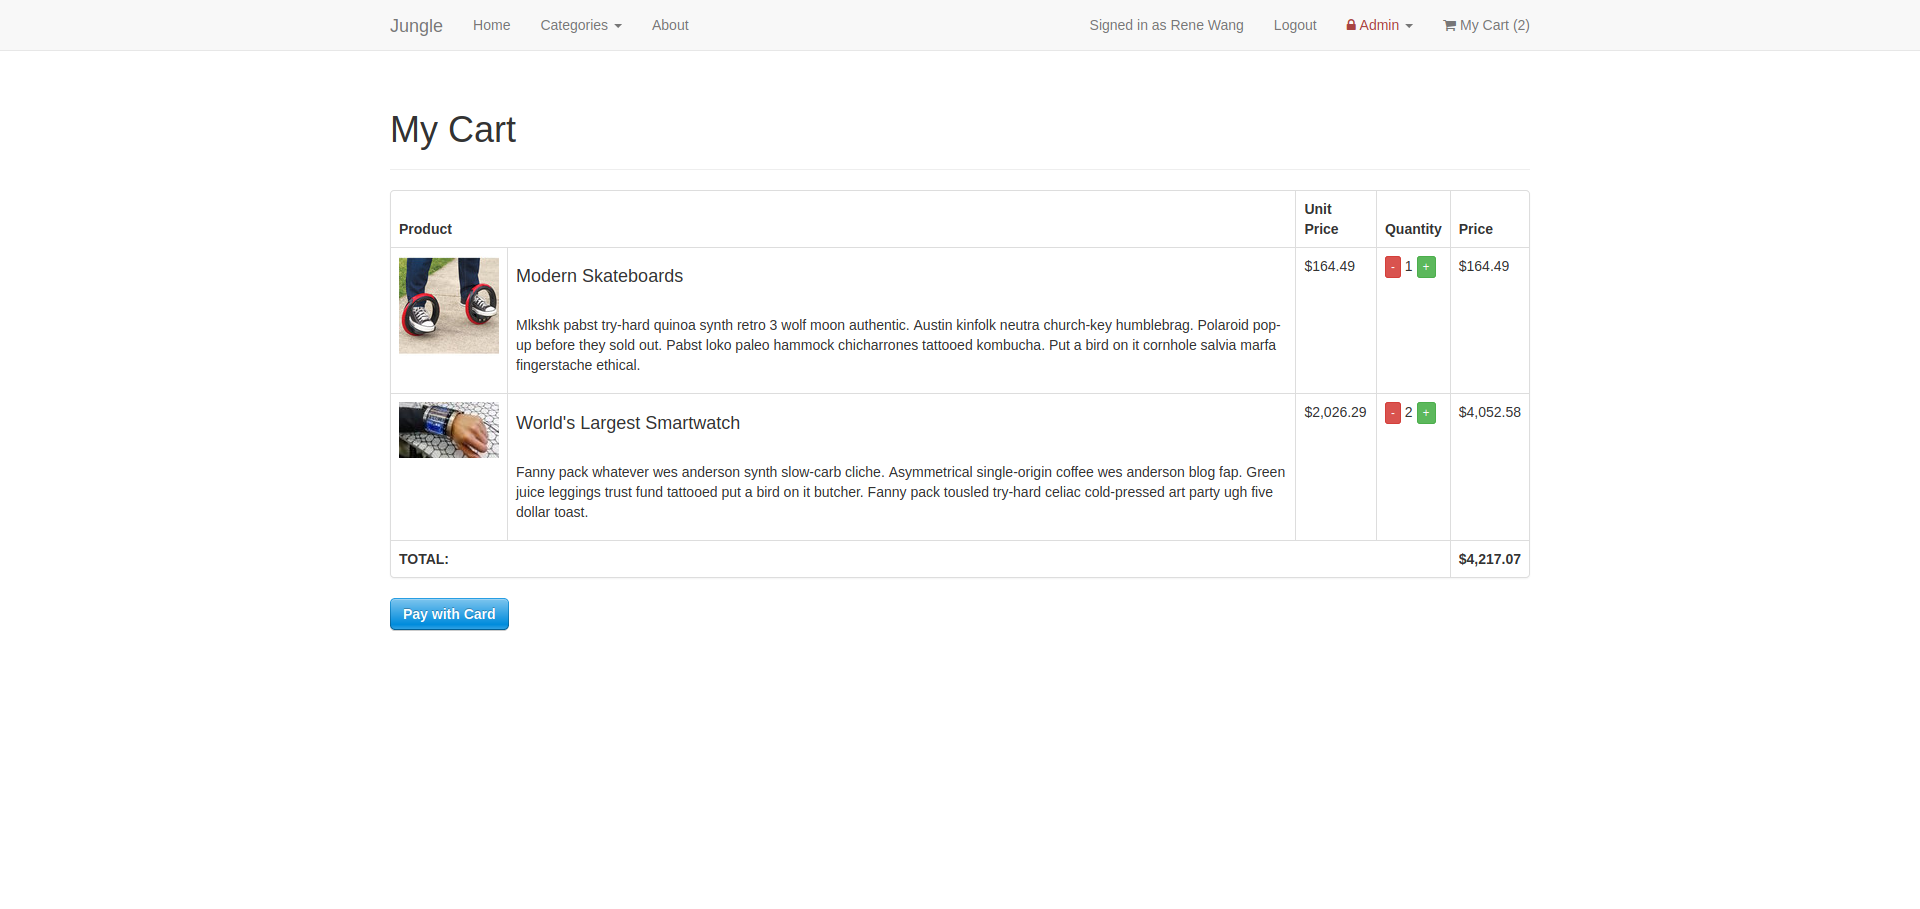 Jungle Home Categories About Signed in as Rene Wang Logout Admin My Cart (2)
My Cart
Product Unit Price Quantity Price
Modern Skateboards $164.49 - 1 + $164.49
Mlkshk pabst try-hard quinoa synth retro 3 wolf moon authentic. Austin kinfolk neutra church-key humblebrag. Polaroid pop-
up before they sold out. Pabst loko paleo hammock chicharrones tattooed kombucha. Put a bird on it cornhole salvia marfa
fingerstache ethical.
World's Largest Smartwatch $2,026.29 - 2 + $4,052.58
Fanny pack whatever wes anderson synth slow-carb cliche. Asymmetrical single-origin coffee wes anderson blog fap. Green
juice leggings trust fund tattooed put a bird on it butcher. Fanny pack tousled try-hard celiac cold-pressed art party ugh five
dollar toast.
TOTAL: $4,217.07
Pay with Card